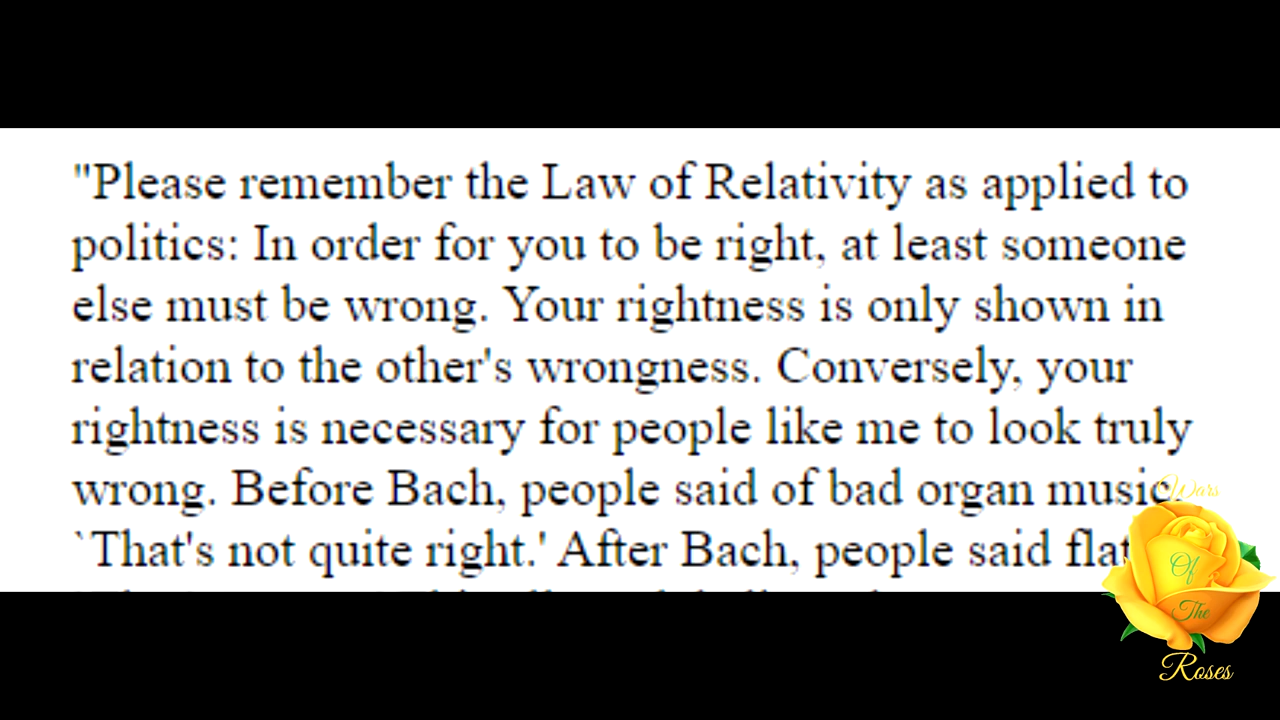 "Please remember the Law of Relativity as applied to
politics: In order for you to be right, at least someone
else must be wrong. Your rightness is only shown in
relation to the other's wrongness. Conversely, your
rightness is necessary for people like me to look truly
wrong. Before Bach, people said of bad organ music,
`That's not quite right.' After Bach, people said
Wars
Of
The
Roses